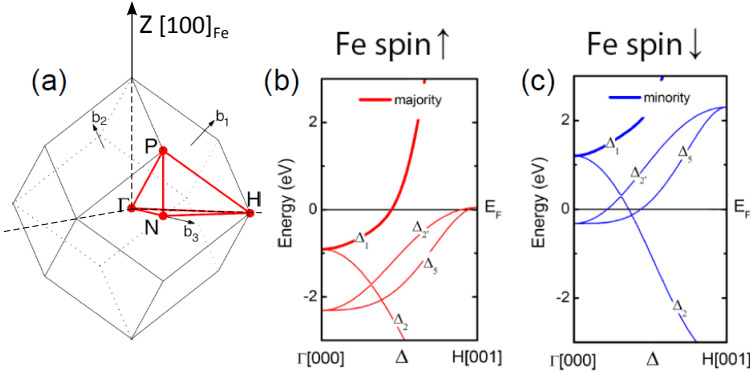 Z [100]Fe
(a)
b2
b1
P
Γ
H
N
b3
Fe spin↑
(b)
majority
2
0
-2
Energy (eV)
Δ1
Δ2'
Δ5
Δ2
EF
Γ[000]
Δ
H[001]
Fe spin↓
(c)
minority
2
0
-2
Energy (eV)
Δ1
Δ2'
Δ5
Δ2
EF
Γ[000]
Δ
H[001]